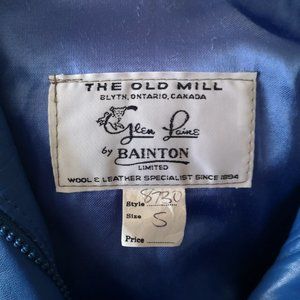 THE OLD MILL
BLYTH, ONTARIO, CANADA
Glen Laine
by BAINTON
LIMITED
WOOL & LEATHER SPECIALIST SINCE 1894
Style 8730
Size S
Price